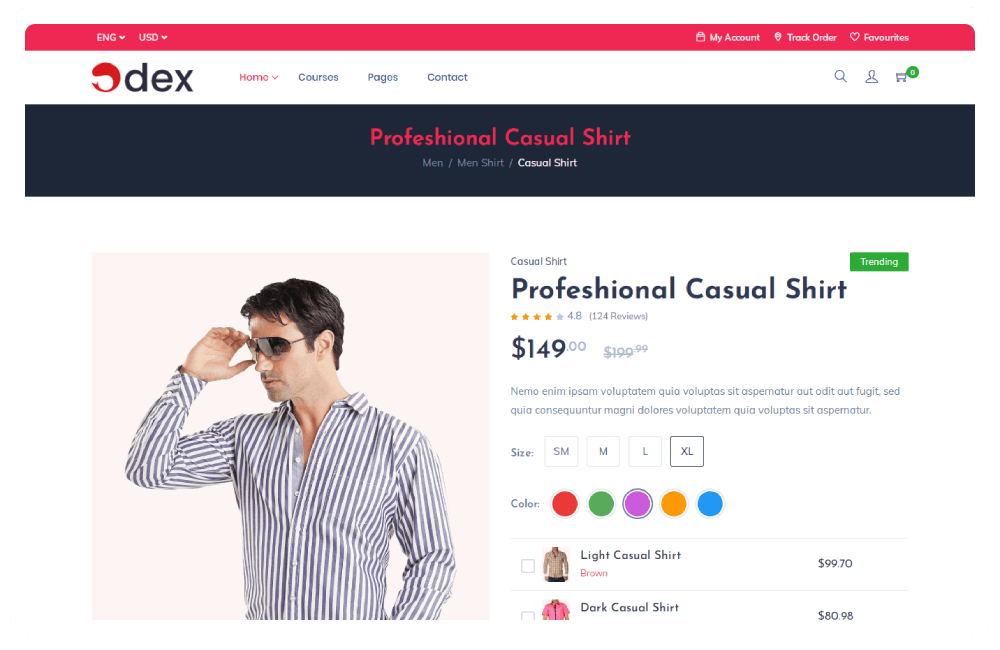 ENG USD My Account Track Order Favourites
dex Home Courses Pages Contact 0
Profeshional Casual Shirt
Men / Men Shirt / Casual Shirt
Casual Shirt Trending
Profeshional Casual Shirt
4.8 (124 Reviews)
$149.00 $199.99
Nemo enim ipsam voluptatem quia voluptas sit aspernatur aut odit aut fugit, sed
quia consequuntur magni dolores voluptatem quia voluptas sit aspernatur.
Size: SM M L XL
Color:
Light Casual Shirt $99.70
Brown
Dark Casual Shirt $80.98